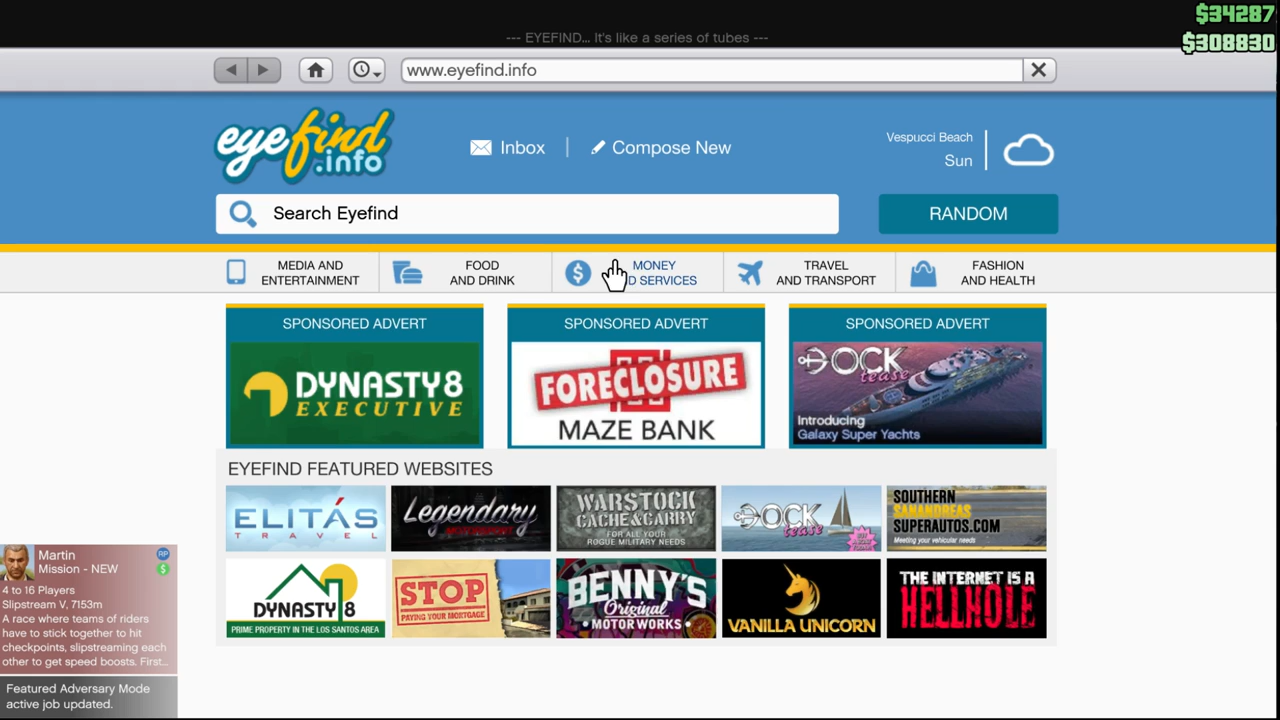 $34287
--- EYEFIND... It's like a series of tubes ---
$308830
www.eyefind.info
eyefind
.info
Inbox
Compose New
Vespucci Beach
Sun
Search Eyefind
RANDOM
MEDIA AND
ENTERTAINMENT
FOOD
AND DRINK
MONEY
D SERVICES
TRAVEL
AND TRANSPORT
FASHION
AND HEALTH
SPONSORED ADVERT
DYNASTY8
EXECUTIVE
SPONSORED ADVERT
FORECLOSURE
MAZE BANK
SPONSORED ADVERT
DOCK
tease
Introducing
Galaxy Super Yachts
EYEFIND FEATURED WEBSITES
ELITÁS
TRAVEL
Legendary
WARSTOCK
CACHE&CARRY
FOR ALL YOUR
ROGUE MILITARY NEEDS
DOCK
tease
SOUTHERN
SANANDREAS
SUPERAUTOS.COM
Meeting your vehicular needs
DYNASTY 8
PRIME PROPERTY IN THE LOS SANTOS AREA
STOP
PAYING YOUR MORTGAGE
BENNY'S
Original
MOTOR WORKS
VANILLA UNICORN
THE INTERNET IS A
HELLHOLE
Martin
RP
Mission - NEW
$
4 to 16 Players
Slipstream V, 7153m
A race where teams of riders
have to stick together to hit
checkpoints, slipstreaming each
other to get speed boosts. First...
Featured Adversary Mode
active job updated.